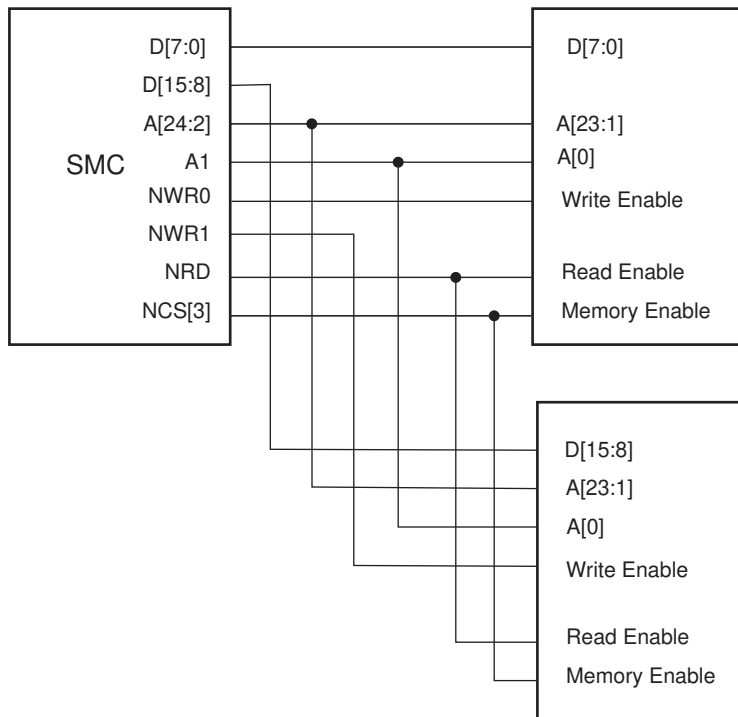 D[7:0] D[7:0]
D[15:8]
A[24:2] A[23:1]
SMC A1 A[0]
NWR0 Write Enable
NWR1
NRD Read Enable
NCS[3] Memory Enable
D[15:8]
A[23:1]
A[0]
Write Enable
Read Enable
Memory Enable